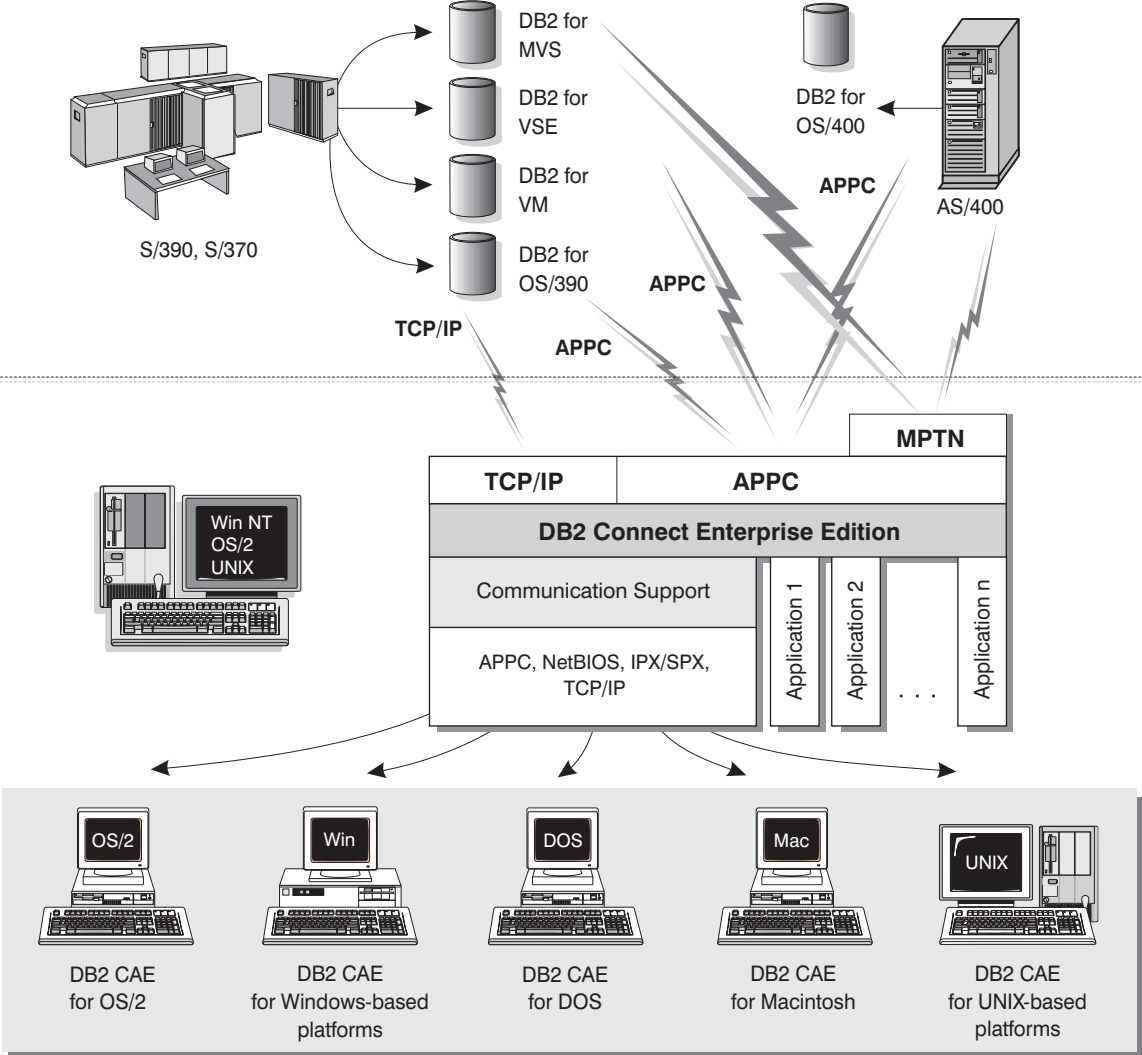 DB2 for
MVS
DB2 for
VSE
DB2 for
VM
DB2 for
OS/390
S/390, S/370
DB2 for
OS/400
AS/400
APPC
APPC
TCP/IP
APPC
MPTN
TCP/IP
APPC
DB2 Connect Enterprise Edition
Win NT
OS/2
UNIX
Communication Support
APPC, NetBIOS, IPX/SPX,
TCP/IP
Application 1
Application 2
. . .
Application n
OS/2
Win
DOS
Mac
UNIX
DB2 CAE
for OS/2
DB2 CAE
for Windows-based
platforms
DB2 CAE
for DOS
DB2 CAE
for Macintosh
DB2 CAE
for UNIX-based
platforms